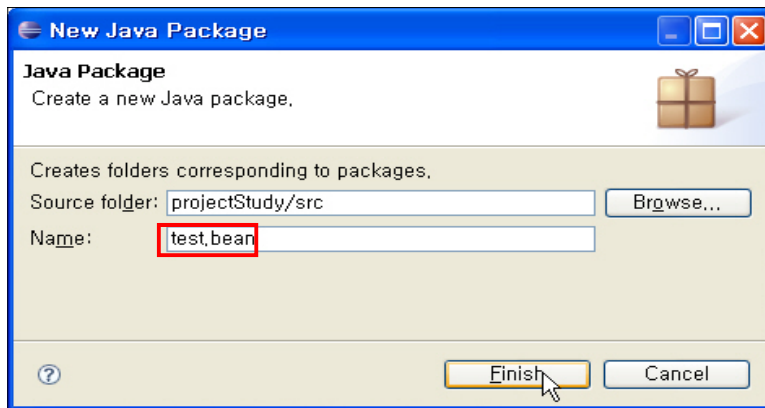 New Java Package
Java Package
Create a new Java package.
Creates folders corresponding to packages.
Source folder: projectStudy/src Browse...
Name: test.bean
Finish Cancel